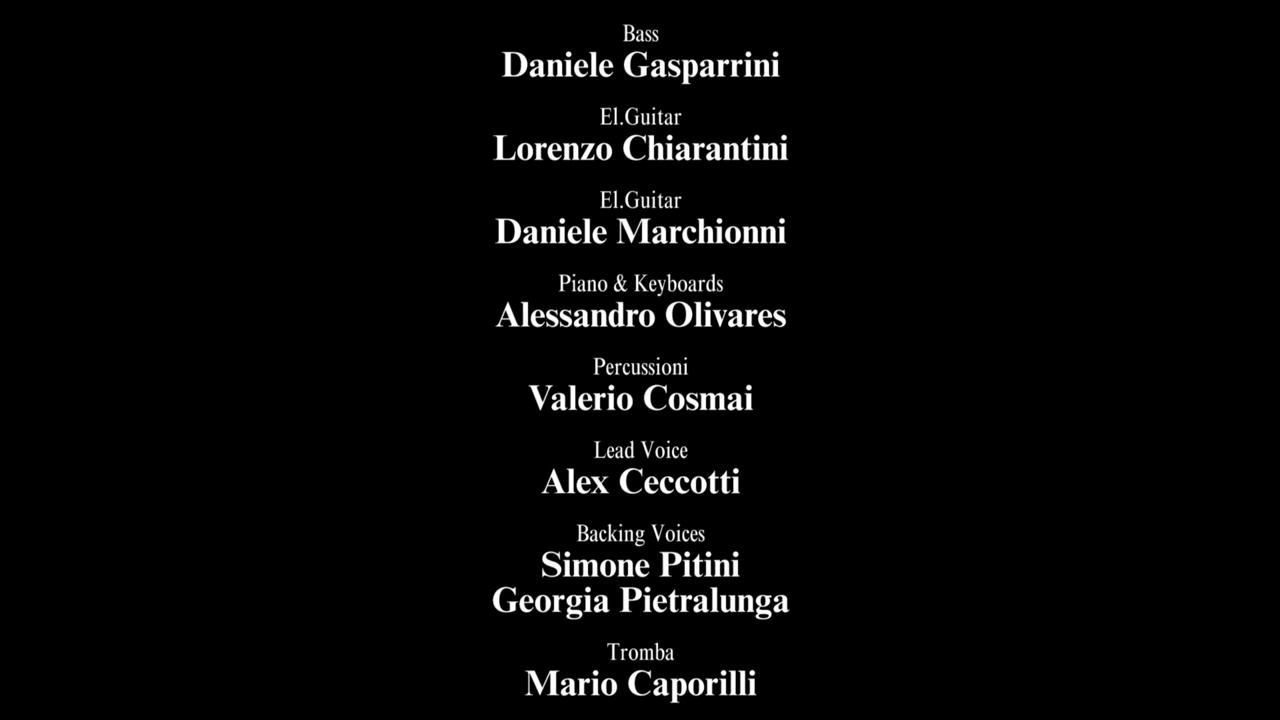 Bass
Daniele Gasparrini
El.Guitar
Lorenzo Chiarantini
El.Guitar
Daniele Marchionni
Piano & Keyboards
Alessandro Olivares
Percussioni
Valerio Cosmai
Lead Voice
Alex Ceccotti
Backing Voices
Simone Pitini
Georgia Pietralunga
Tromba
Mario Caporilli